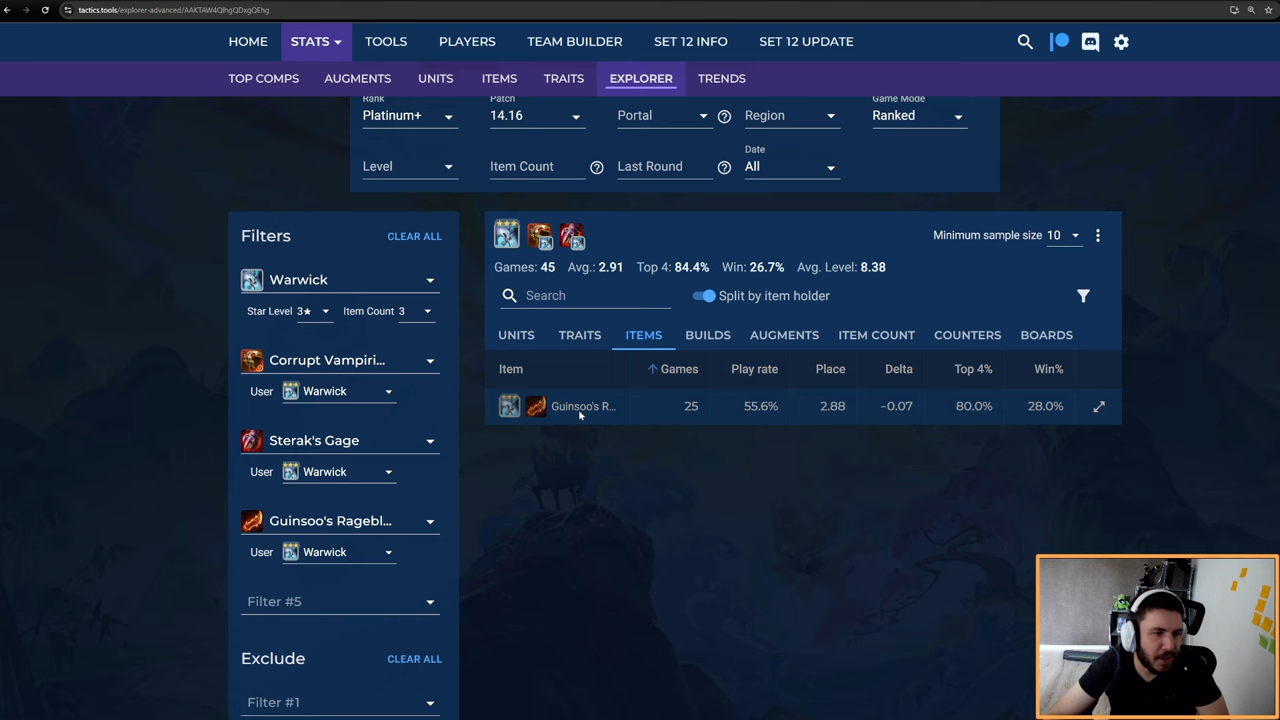 tactics.tools/explorer-advanced/AAKTAW4QlhgQDxgQEhg
HOME STATS TOOLS PLAYERS TEAM BUILDER SET 12 INFO SET 12 UPDATE
TOP COMPS AUGMENTS UNITS ITEMS TRAITS EXPLORER TRENDS
Rank Patch Game Mode
Platinum+ 14.16 Portal Region Ranked
Date
Level Item Count Last Round All
Filters CLEAR ALL
Warwick
Star Level 3★ Item Count 3
Corrupt Vampiri...
User Warwick
Sterak's Gage
User Warwick
Guinsoo's Ragebl...
User Warwick
Filter #5
Exclude CLEAR ALL
Filter #1
Minimum sample size 10
Games: 45 Avg.: 2.91 Top 4: 84.4% Win: 26.7% Avg. Level: 8.38
Search Split by item holder
UNITS TRAITS ITEMS BUILDS AUGMENTS ITEM COUNT COUNTERS BOARDS
Item Games Play rate Place Delta Top 4% Win%
Guinsoo's R... 25 55.6% 2.88 −0.07 80.0% 28.0%